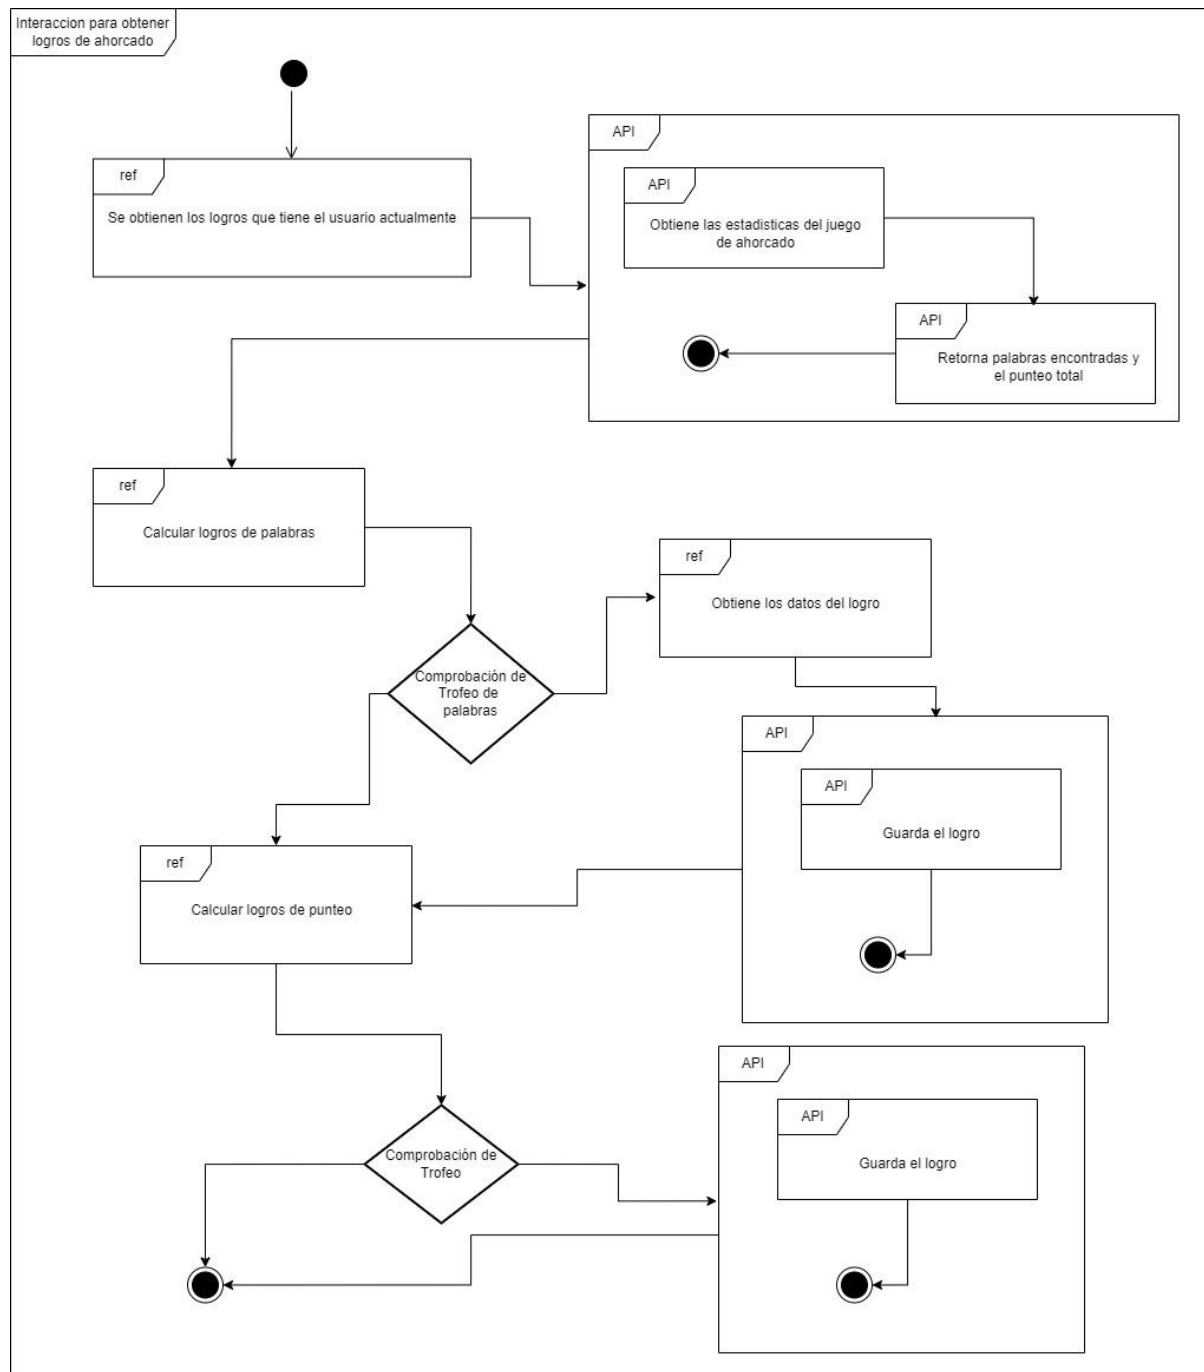 Interaccion para obtener
logros de ahorcado
API
ref
API
Se obtienen los logros que tiene el usuario actualmente
Obtiene las estadisticas del juego
de ahorcado
API
Retorna palabras encontradas y
el punteo total
ref
Calcular logros de palabras
ref
Obtiene los datos del logro
Comprobación de
Trofeo de
palabras
API
API
Guarda el logro
ref
Calcular logros de punteo
API
API
Comprobación de
Trofeo
Guarda el logro